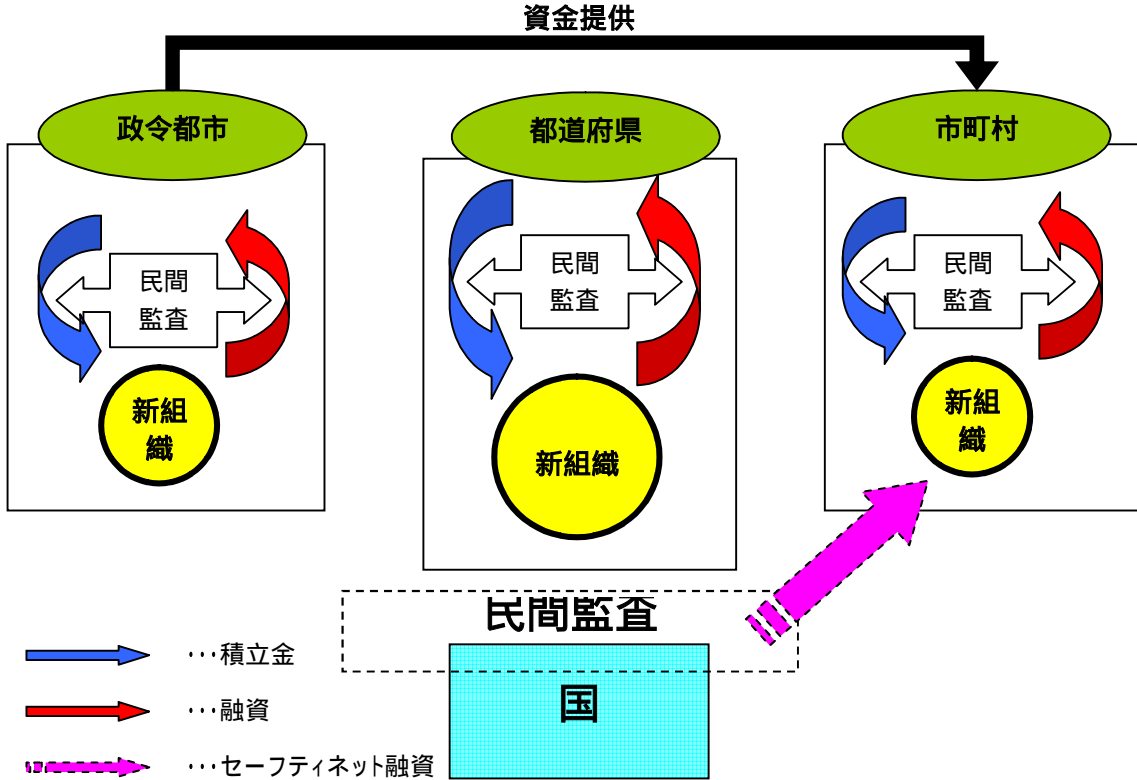 資金提供
政令都市
都道府県
市町村
民間
監査
民間
監査
民間
監査
新組
織
新組織
新組
織
民間監査
国
…積立金
…融資
…セーフティネット融資